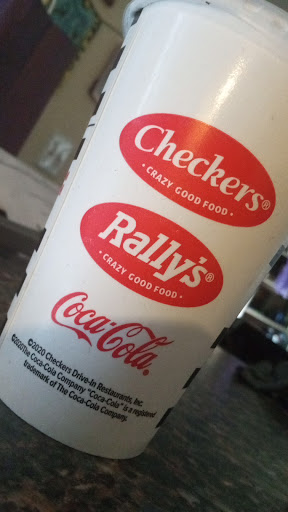 Checkers®
· CRAZY GOOD FOOD ·
Rally's®
· CRAZY GOOD FOOD ·
Coca-Cola®
©2020 Checkers Drive-In Restaurants, Inc.
©2020 The Coca-Cola Company. "Coca-Cola" is a registered
trademark of The Coca-Cola Company.